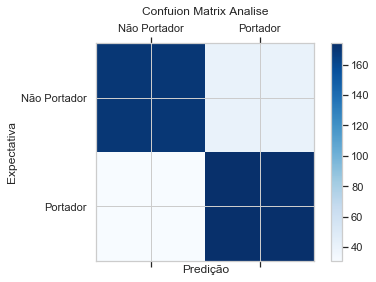 Confuion Matrix Analise
Não Portador Portador
Não Portador
Portador
Expectativa
Predição
160
140
120
100
80
60
40